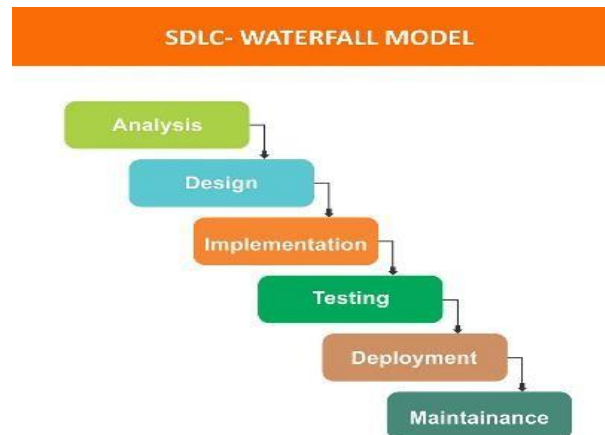 SDLC- WATERFALL MODEL
Analysis
Design
Implementation
Testing
Deployment
Maintainance